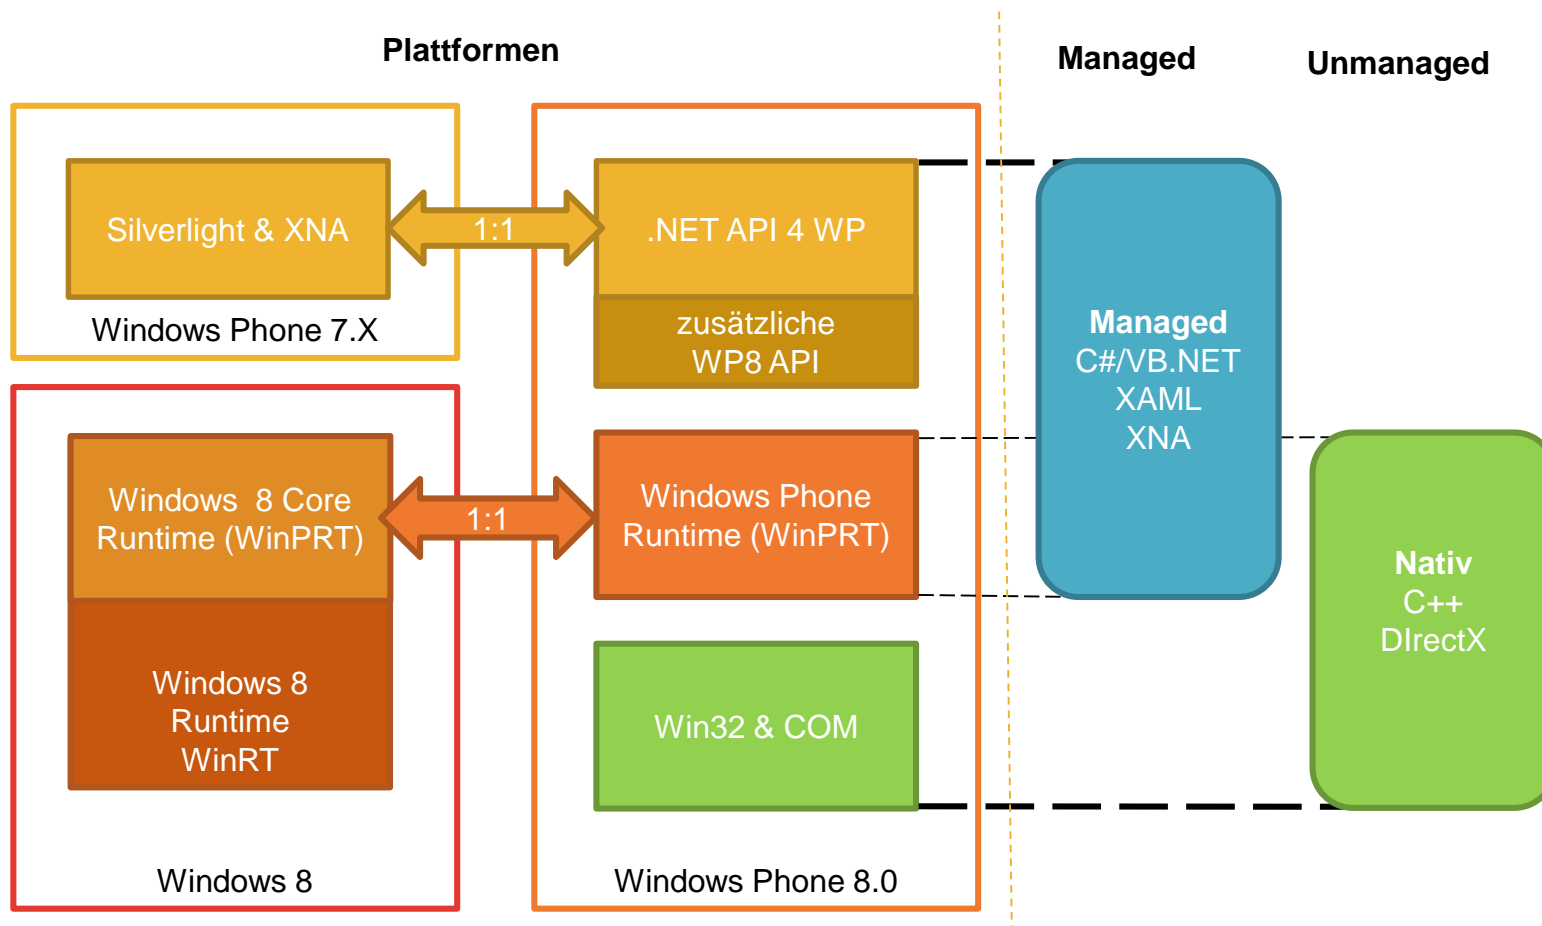 Plattformen
Managed
Unmanaged
Silverlight & XNA
1:1
.NET API 4 WP
zusätzliche
WP8 API
Windows Phone 7.X
Managed
C#/VB.NET
XAML
XNA
Windows 8 Core
Runtime (WinPRT)
1:1
Windows Phone
Runtime (WinPRT)
Nativ
C++
DIrectX
Windows 8
Runtime
WinRT
Win32 & COM
Windows 8
Windows Phone 8.0